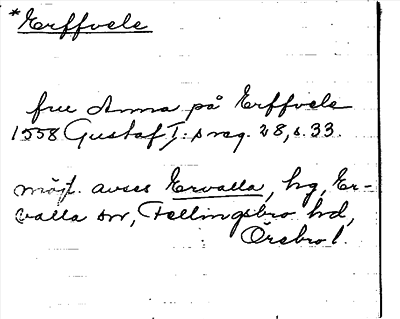 *Erffvele
fru Anna på Erffvele
1558 Gustaf I:s reg. 28, s. 33.
möjl. avses Ervalla, hg, Er-
valla sn, Fellingsbro hd,
Örebro l.